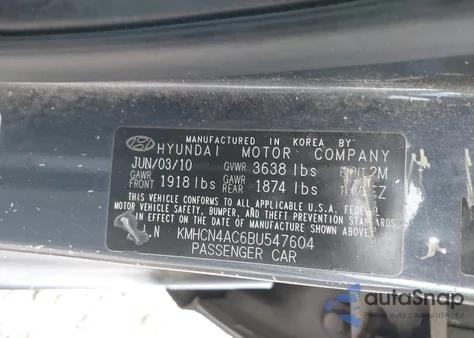 MANUFACTURED IN KOREA BY
HYUNDAI MOTOR COMPANY
JUN/03/10 GVWR 3638 lbs 2M
GAWR FRONT 1918 lbs GAWR REAR 1874 lbs EZ
THIS VEHICLE CONFORMS TO ALL APPLICABLE U.S.A. FEDERAL
MOTOR VEHICLE SAFETY, BUMPER, AND THEFT PREVENTION STANDARDS
IN EFFECT ON THE DATE OF MANUFACTURE SHOWN ABOVE.
KMHCN4AC6BU547604
PASSENGER CAR
autoSnap